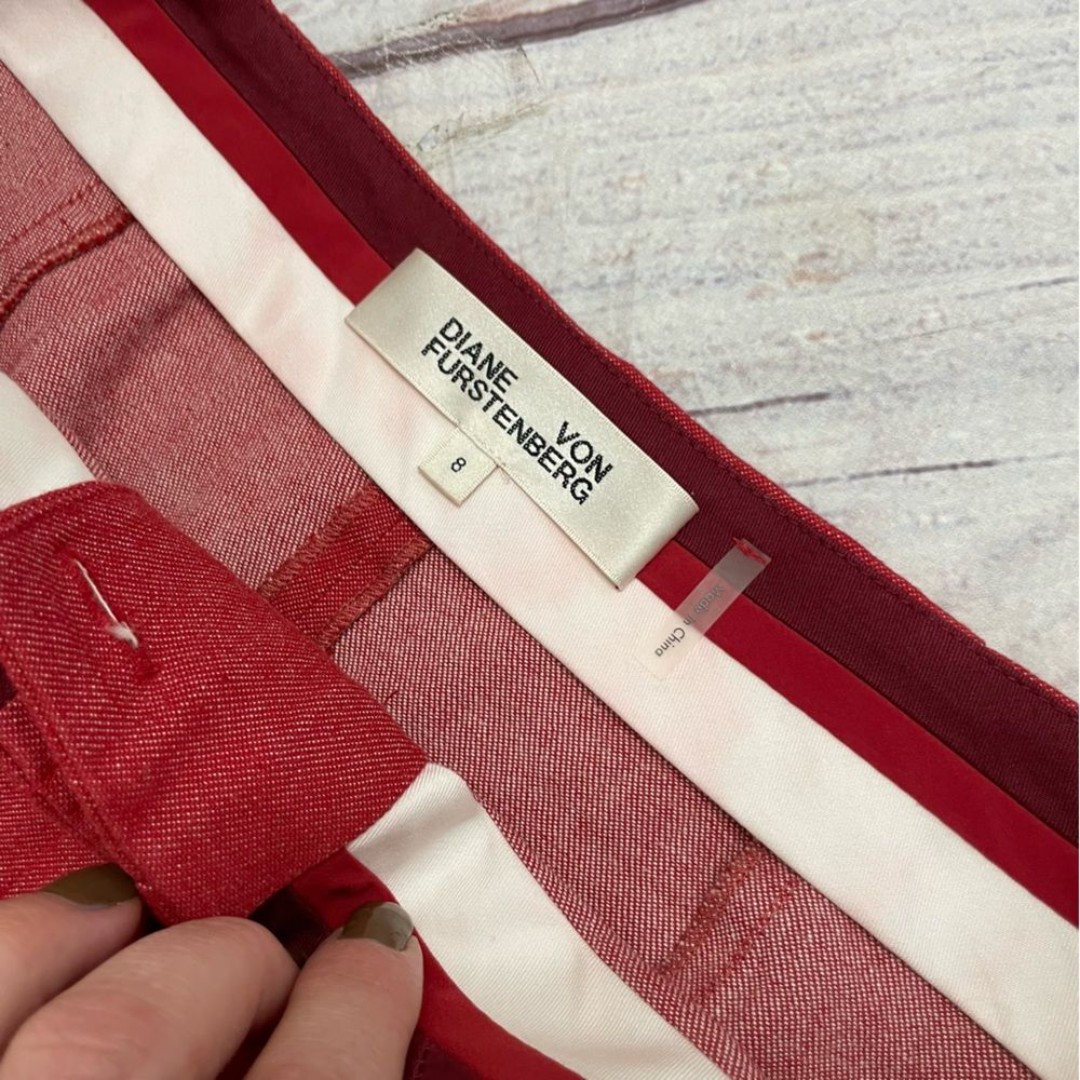 DIANE
VON
FURSTENBERG
8
Made In China